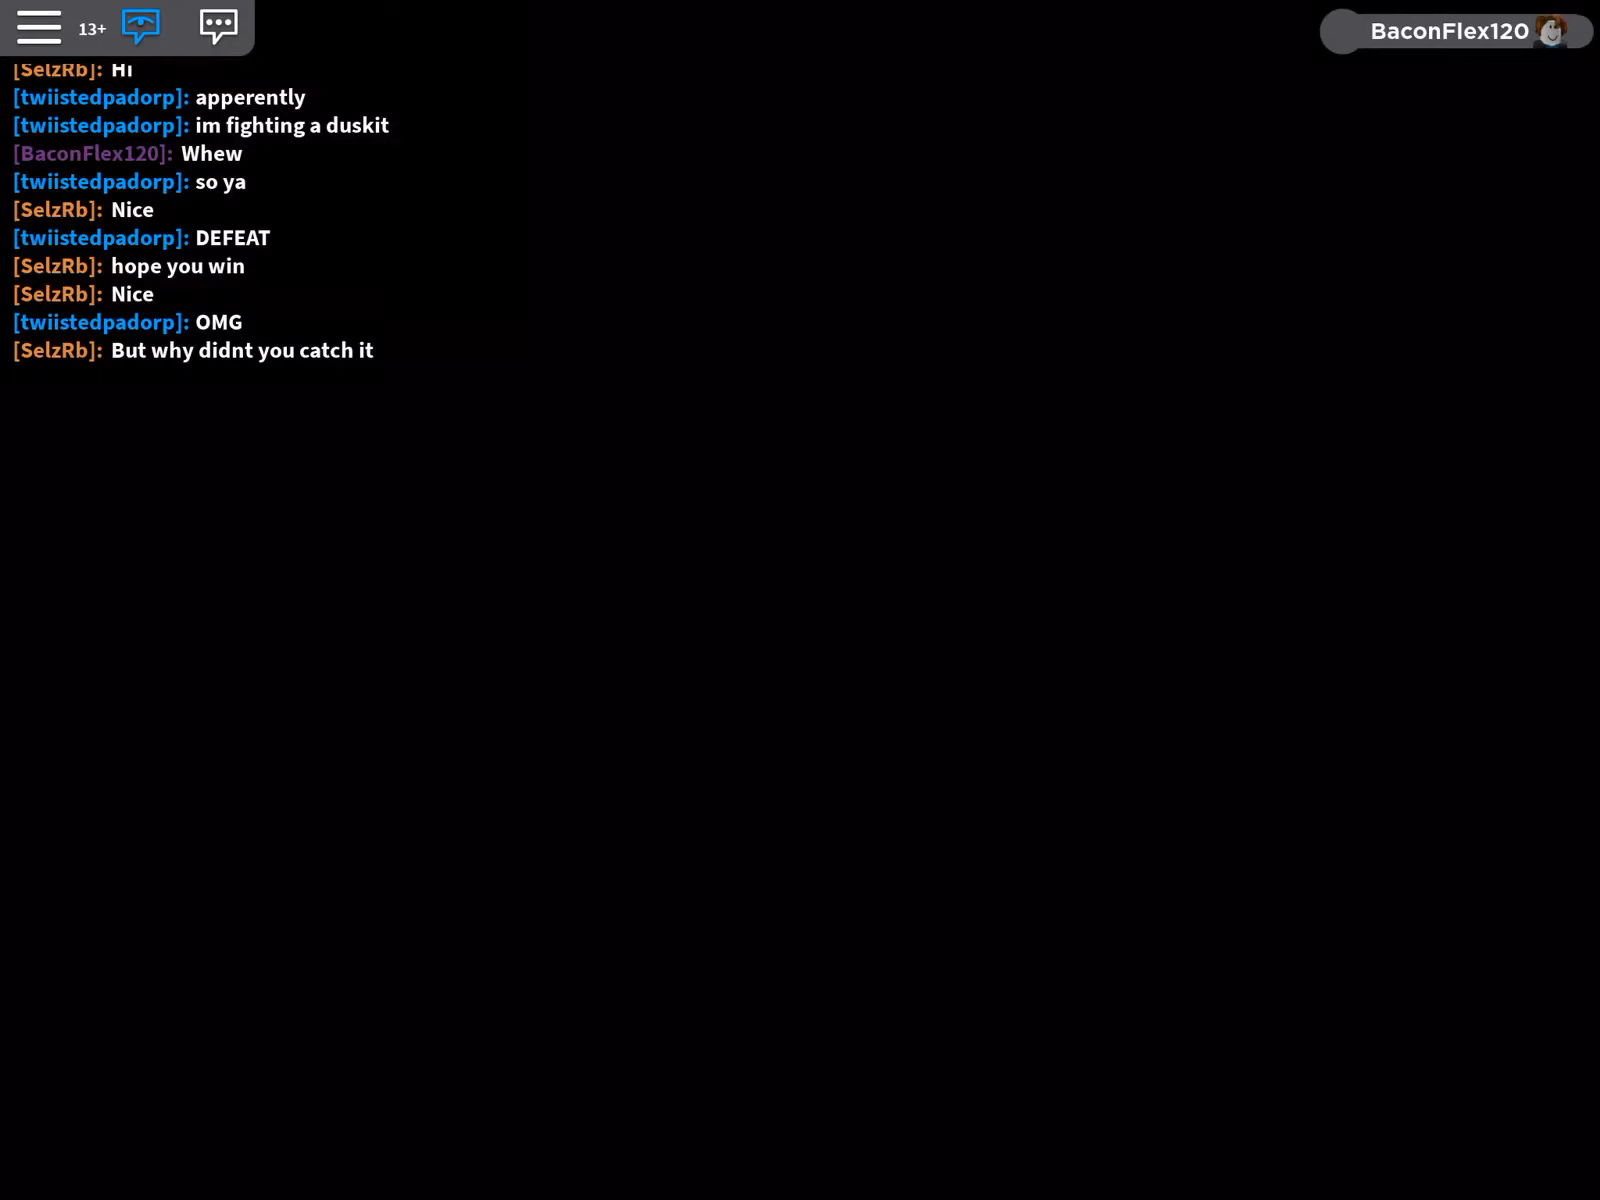 13+
BaconFlex120
[SelzRb]: Hi
[twiistedpadorp]: apperently
[twiistedpadorp]: im fighting a duskit
[BaconFlex120]: Whew
[twiistedpadorp]: so ya
[SelzRb]: Nice
[twiistedpadorp]: DEFEAT
[SelzRb]: hope you win
[SelzRb]: Nice
[twiistedpadorp]: OMG
[SelzRb]: But why didnt you catch it